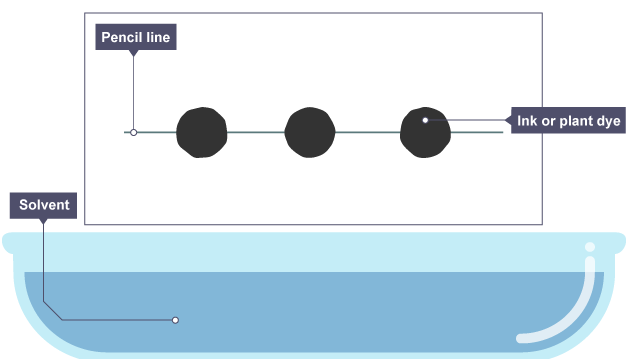 Pencil line
Ink or plant dye
Solvent